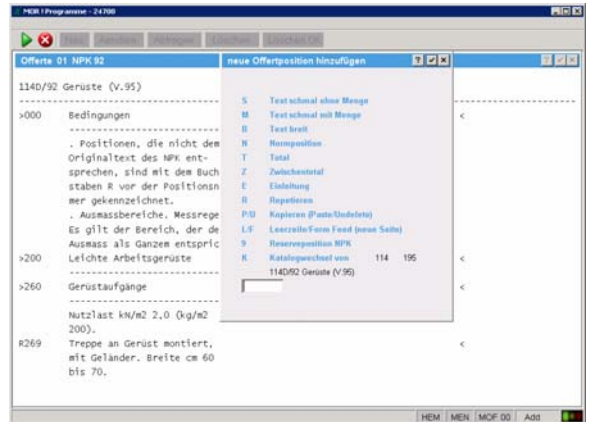 MOR ! Programme - 24700
Neu Aendern Anfragen Löschen Löschen OK
Offerte 01 NPK 92
114D/92 Gerüste (V.95)
>000 Bedingungen <
. Positionen, die nicht dem
Originaltext des NPK ent-
sprechen, sind mit dem Buch
staben R vor der Positionsn
mer gekennzeichnet.
. Ausmassbereiche. Messrege
Es gilt der Bereich, der de
Ausmass als Ganzem entspric
>200 Leichte Arbeitsgerüste <
>260 Gerüstaufgänge <
Nutzlast kN/m2 2,0 (kg/m2
200).
R269 Treppe an Gerüst montiert, <
mit Geländer. Breite cm 60
bis 70.
neue Offertposition hinzufügen
S Text schmal ohne Menge
M Text schmal mit Menge
B Text breit
N Normposition
T Total
Z Zwischentotal
E Einleitung
R Repetieren
P/U Kopieren (Paste/Undelete)
L/F Leerzeile/Form Feed (neue Seite)
9 Reserveposition NPK
K Katalogwechsel von 114 195
114D/92 Gerüste (V.95)
HEM MEN MOF 00 Add